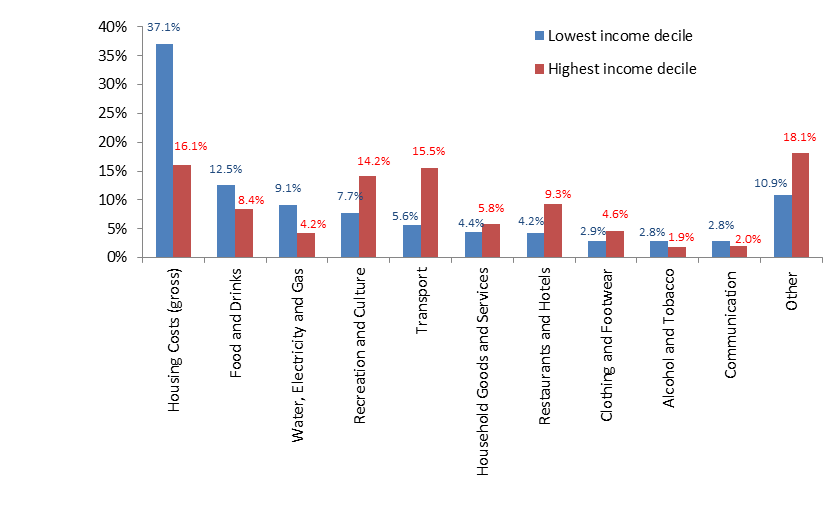 40%
35%
30%
25%
20%
15%
10%
5%
0%
Lowest income decile
Highest income decile
37.1%
16.1%
12.5%
8.4%
9.1%
4.2%
7.7%
14.2%
5.6%
15.5%
4.4%
5.8%
4.2%
9.3%
2.9%
4.6%
2.8%
1.9%
2.8%
2.0%
10.9%
18.1%
Housing Costs (gross)
Food and Drinks
Water, Electricity and Gas
Recreation and Culture
Transport
Household Goods and Services
Restaurants and Hotels
Clothing and Footwear
Alcohol and Tobacco
Communication
Other